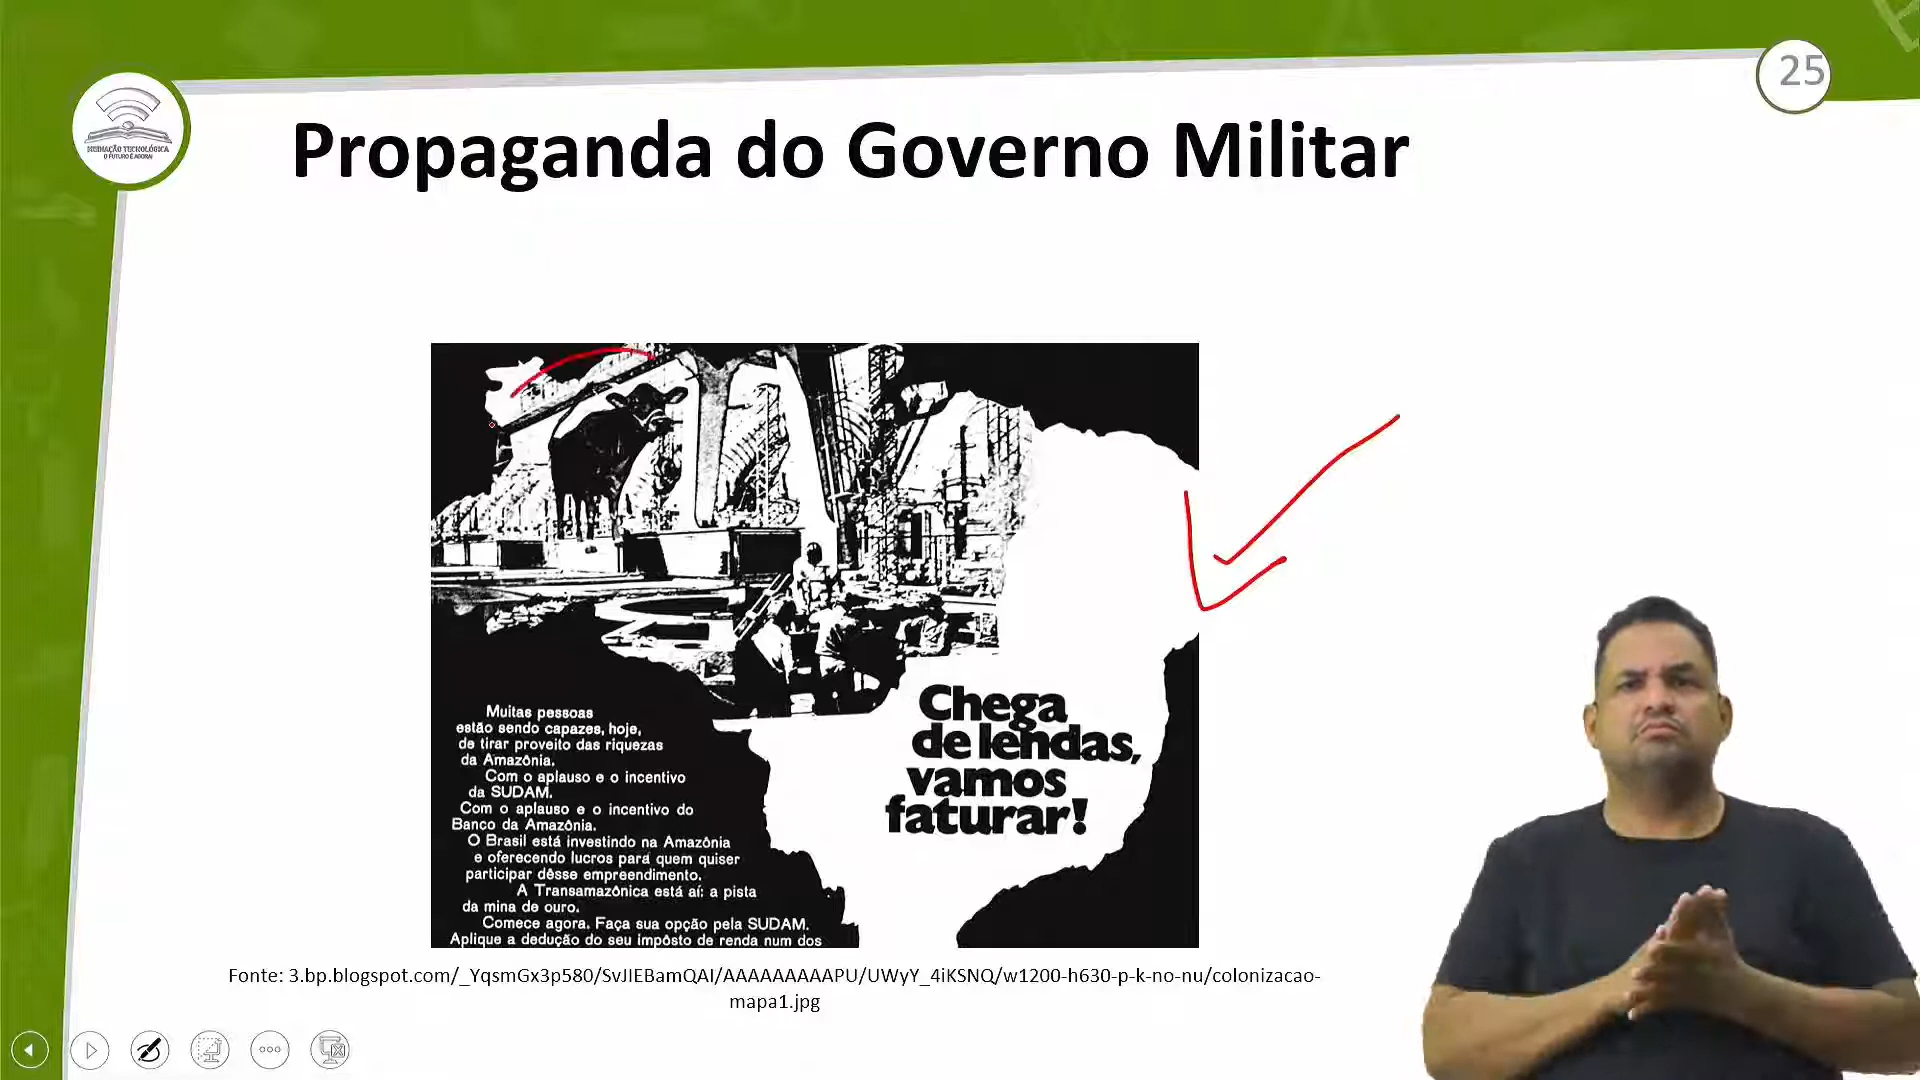 25
MEDIAÇÃO TECNOLÓGICA
O FUTURO É AGORA!
Propaganda do Governo Militar
Chega
de lendas,
vamos
faturar!
Muitas pessoas
estão sendo capazes, hoje,
de tirar proveito das riquezas
da Amazônia.
Com o aplauso e o incentivo
da SUDAM.
Com o aplauso e o incentivo do
Banco da Amazônia.
O Brasil está investindo na Amazônia
e oferecendo lucros para quem quiser
participar dêsse empreendimento.
A Transamazônica está aí: a pista
da mina de ouro.
Comece agora. Faça sua opção pela SUDAM.
Aplique a dedução do seu impôsto de renda num dos
Fonte: 3.bp.blogspot.com/_YqsmGx3p580/SvJIEBamQAI/AAAAAAAAAPU/UWyY_4iKSNQ/w1200-h630-p-k-no-nu/colonizacao-
mapa1.jpg